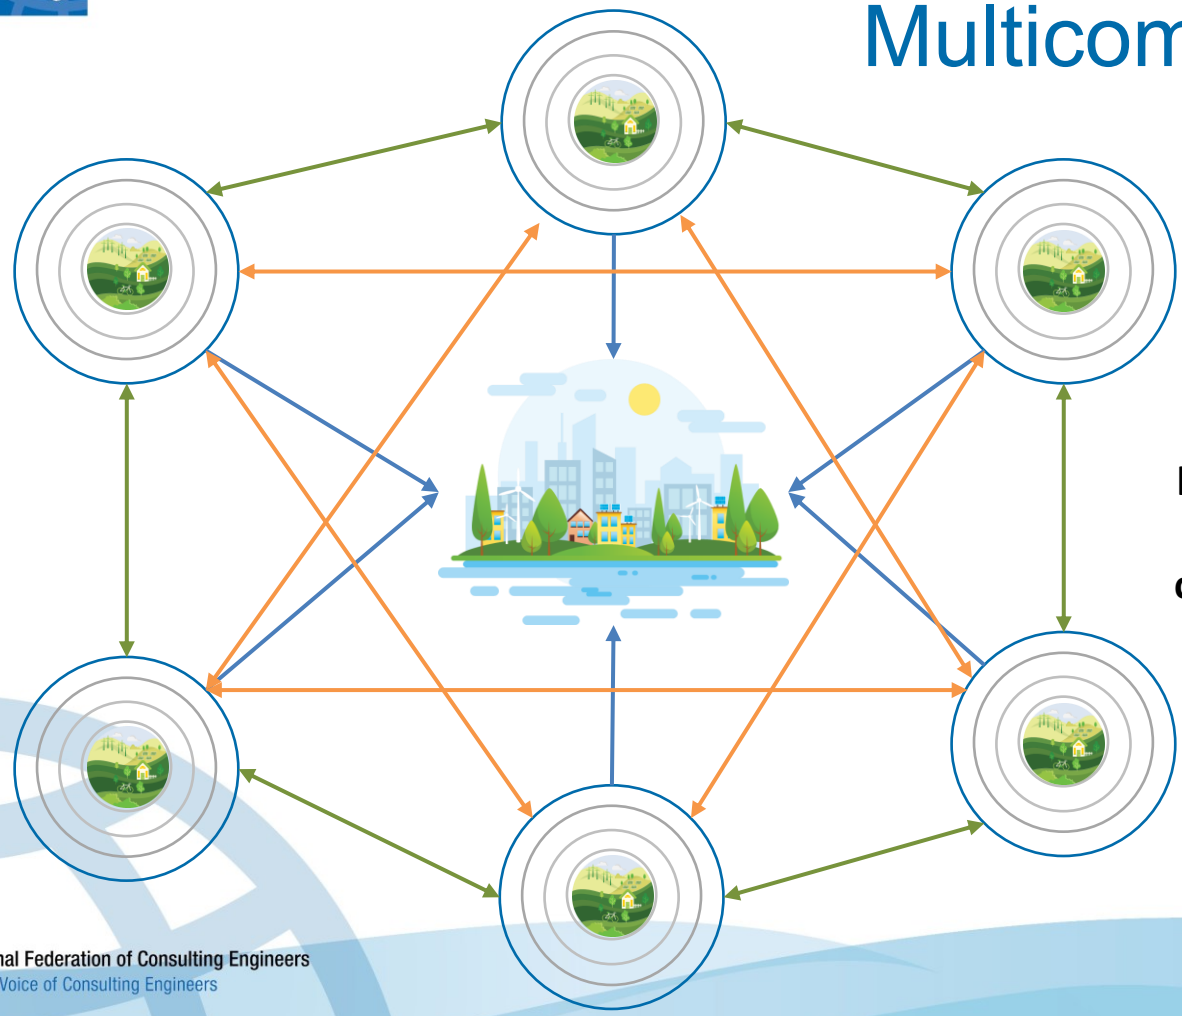 Multicom
nal Federation of Consulting Engineers
Voice of Consulting Engineers